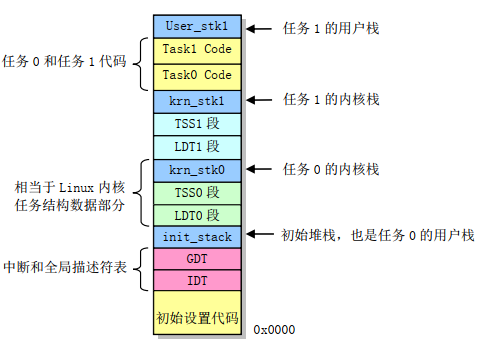 User_stk1
任务 1 的用户栈
Task1 Code
任务 0 和任务 1 代码
Task0 Code
krn_stk1
任务 1 的内核栈
TSS1 段
LDT1 段
krn_stk0
任务 0 的内核栈
相当于 Linux 内核
任务结构数据部分
TSS0 段
LDT0 段
init_stack
初始堆栈，也是任务 0 的用户栈
中断和全局描述符表
GDT
IDT
初始设置代码
0x0000